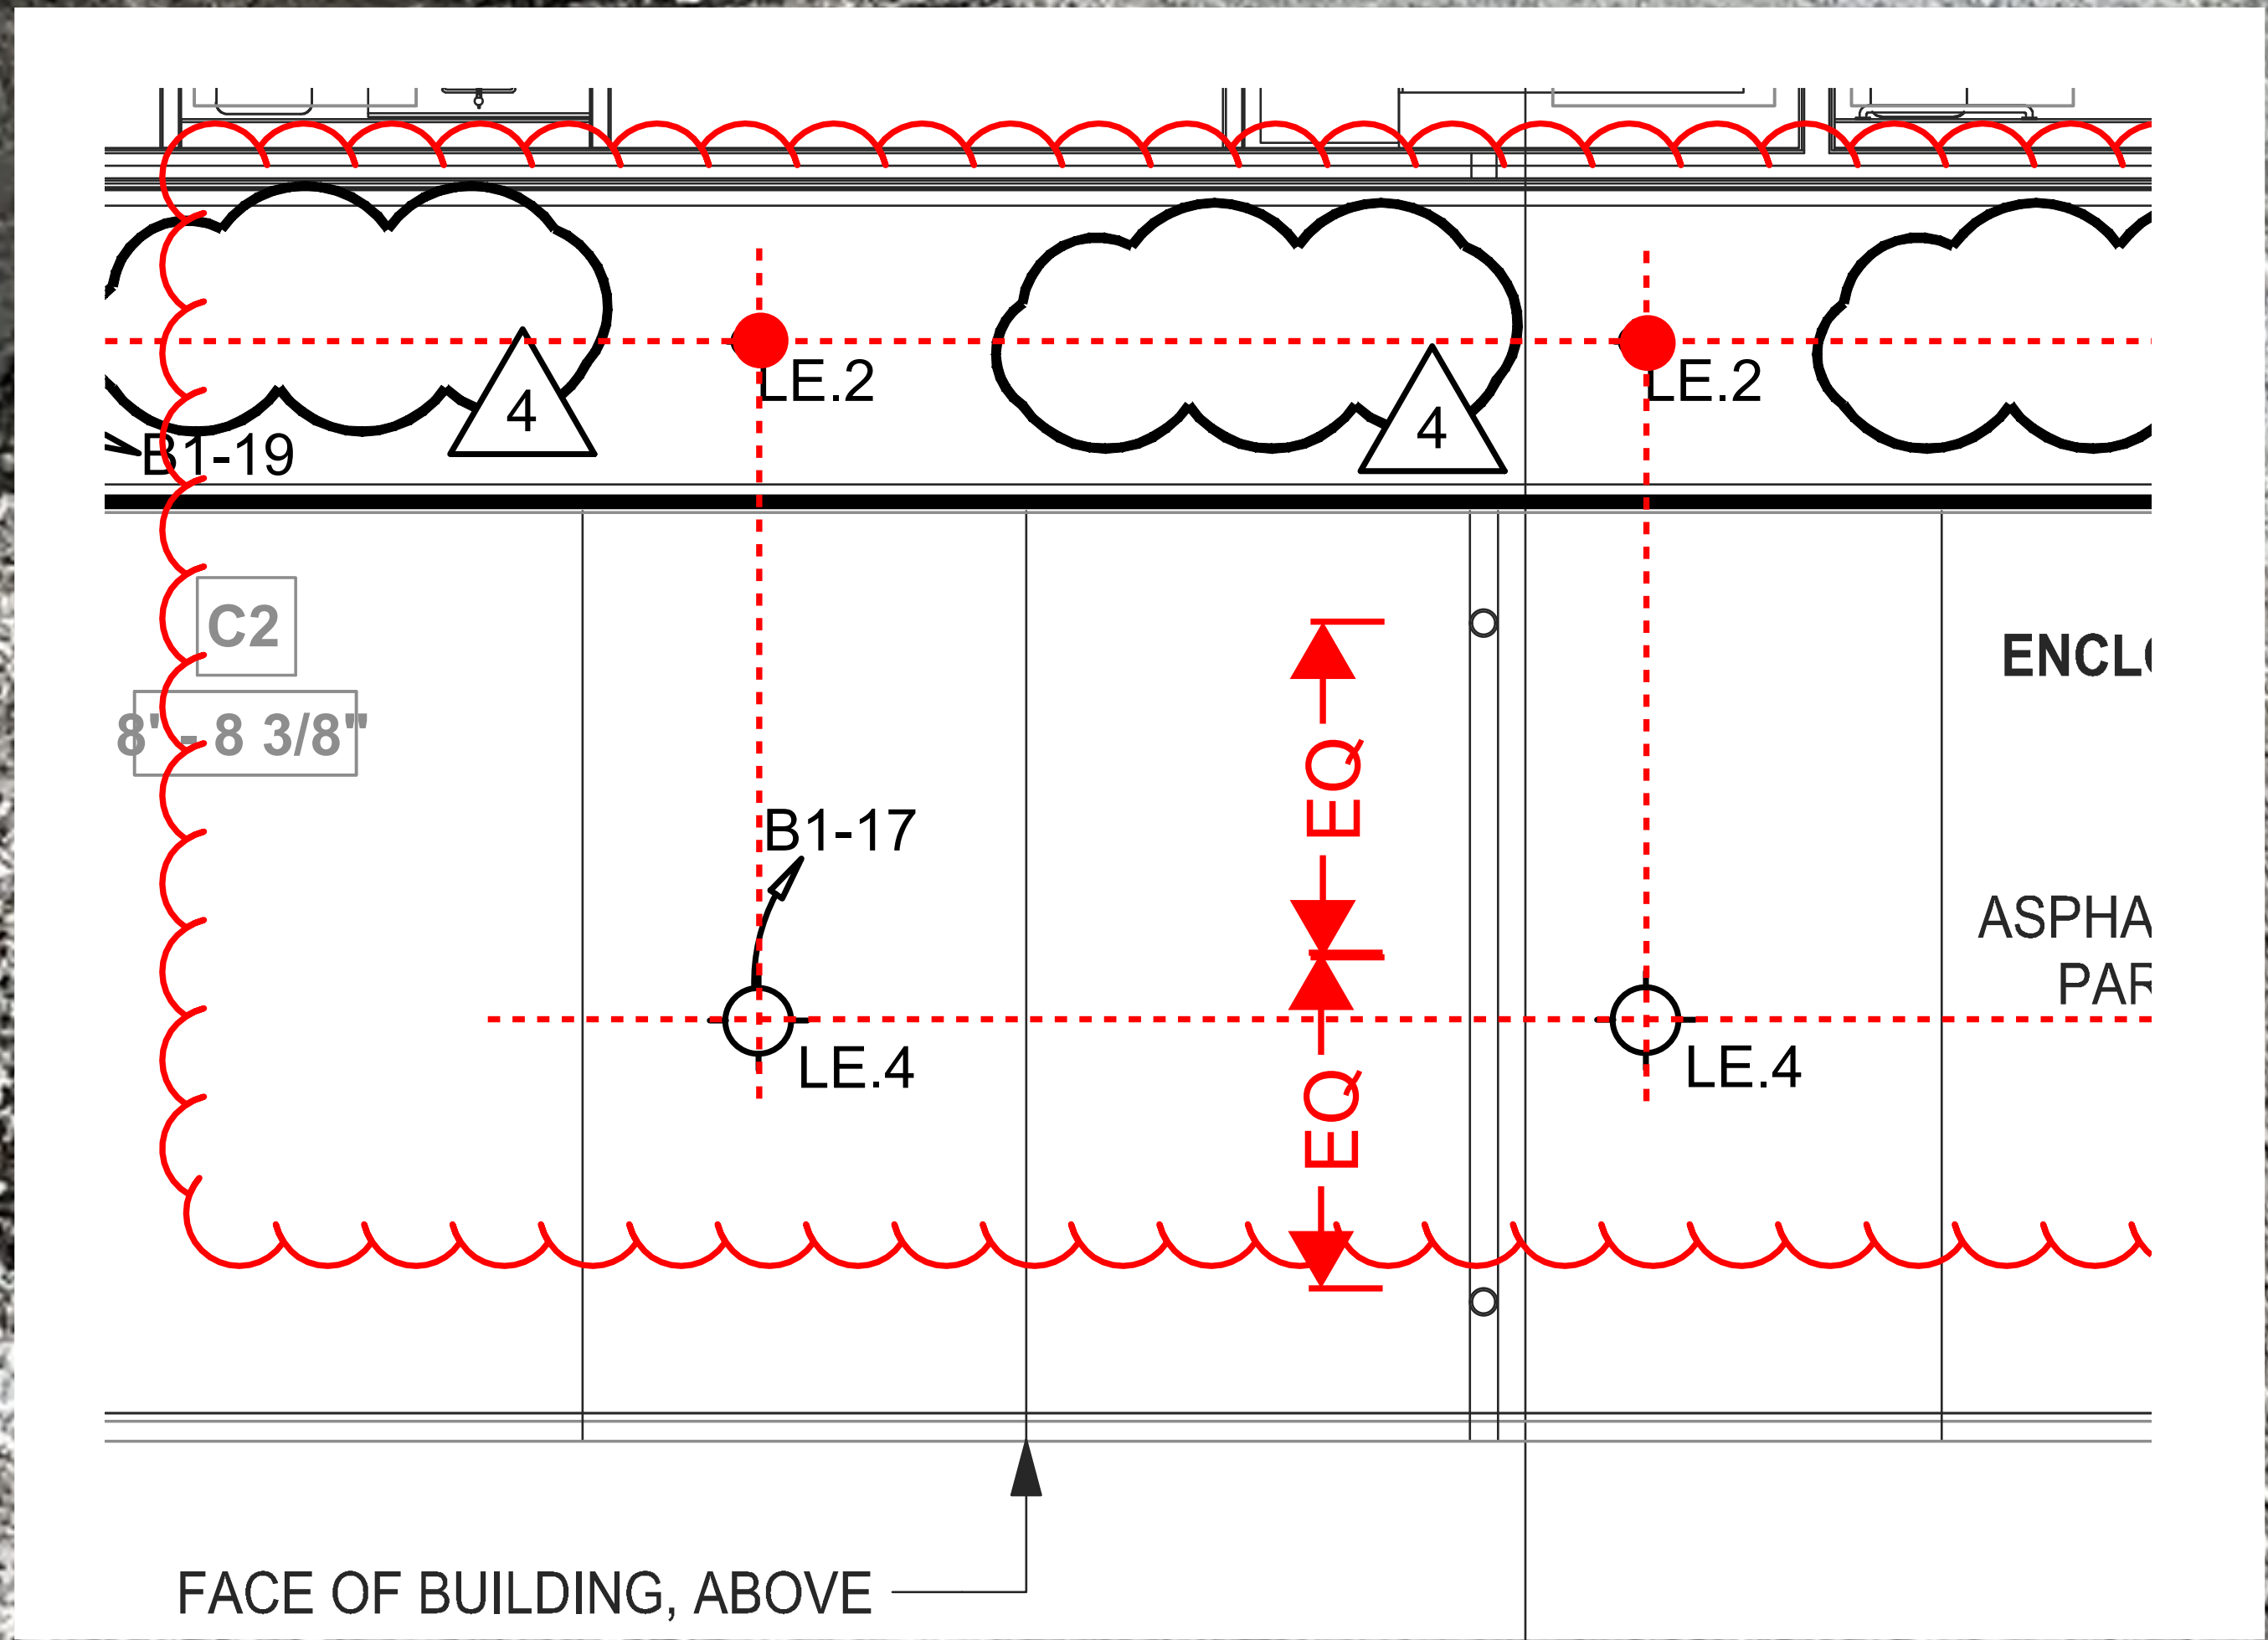 LE.2
LE.2
4
4
B1-19
C2
8' - 8 3/8"
ENCL
EQ
B1-17
ASPHA
PAR
LE.4
LE.4
EQ
FACE OF BUILDING, ABOVE